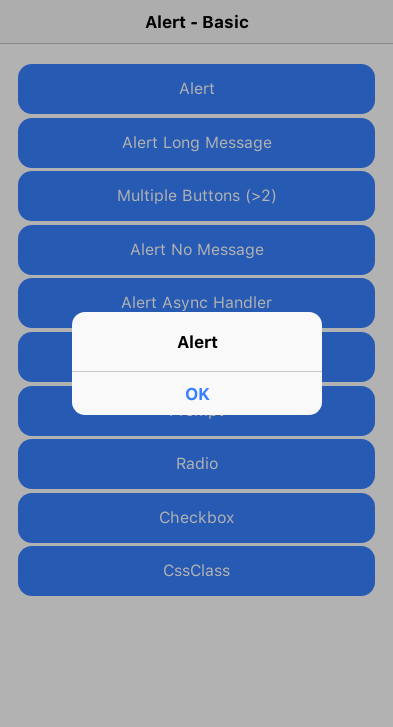 Alert - Basic
Alert
Alert Long Message
Multiple Buttons (>2)
Alert No Message
Alert Async Handler
Alert
OK
Radio
Checkbox
CssClass